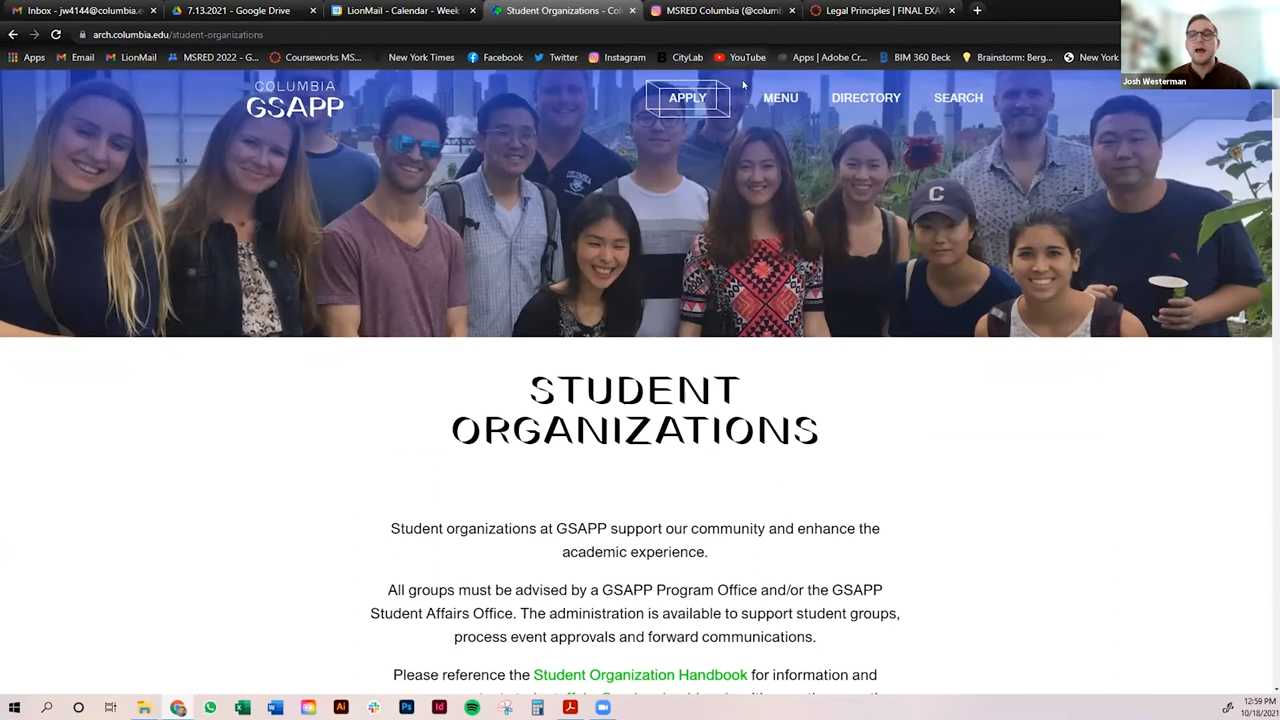 Inbox - jw4144@columbia.e
7.13.2021 - Google Drive
LionMail - Calendar - Week
Student Organizations - Co
MSRED Columbia (@colum
Legal Principles | FINAL EXA
arch.columbia.edu/student-organizations
Apps
Email
LionMail
MSRED 2022 - G...
Courseworks MS...
New York Times
Facebook
Twitter
Instagram
CityLab
YouTube
Apps | Adobe Cr...
BIM 360 Beck
Brainstorm: Berg...
New York
Josh Westerman
COLUMBIA
GSAPP
APPLY
MENU
DIRECTORY
SEARCH
COLUMBIA
C
STUDENT
ORGANIZATIONS
Student organizations at GSAPP support our community and enhance the
academic experience.
All groups must be advised by a GSAPP Program Office and/or the GSAPP
Student Affairs Office. The administration is available to support student groups,
process event approvals and forward communications.
Please reference the Student Organization Handbook for information and
12:59 PM
10/18/2021